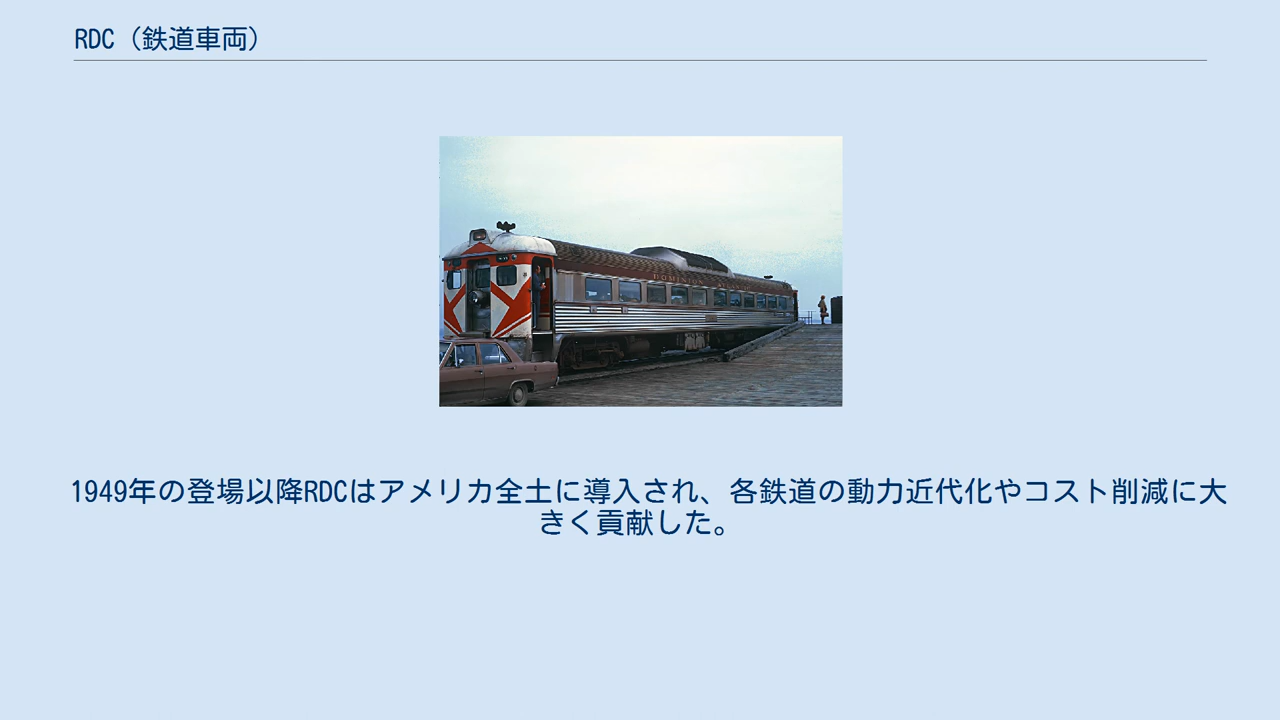 RDC（鉄道車両）
1949年の登場以降RDCはアメリカ全土に導入され、各鉄道の動力近代化やコスト削減に大
きく貢献した。